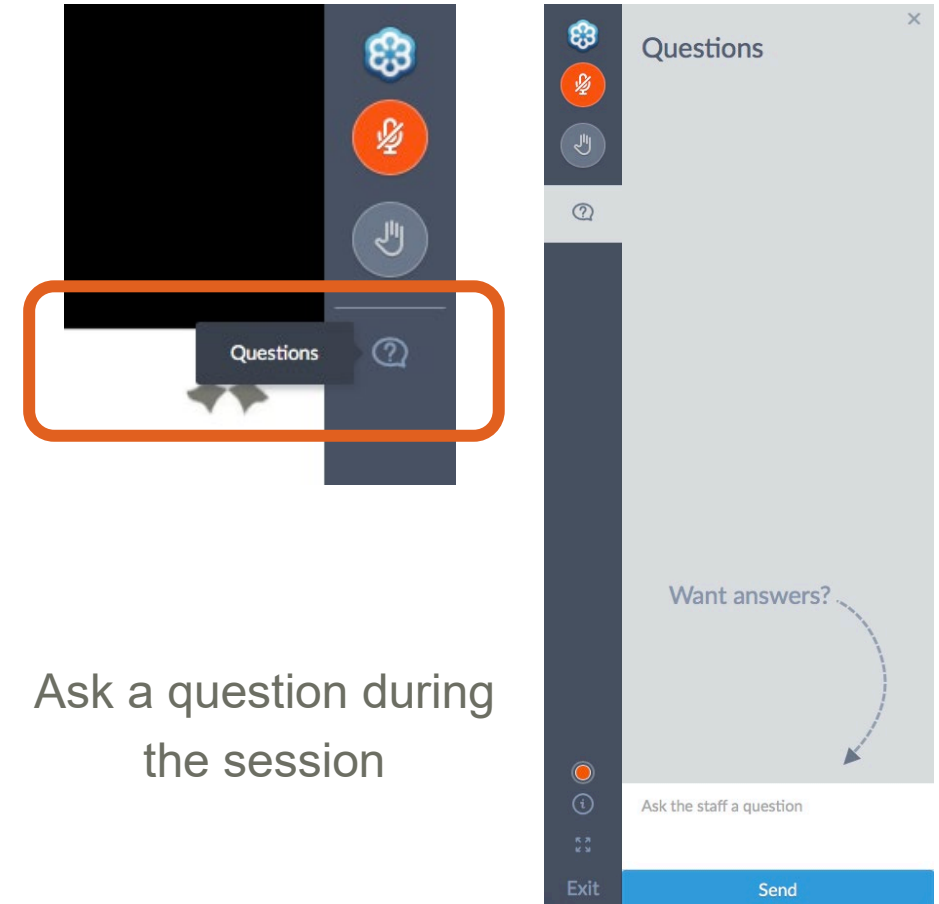 Questions
Ask a question during
the session
Questions
Want answers?
Ask the staff a question
Exit
Send